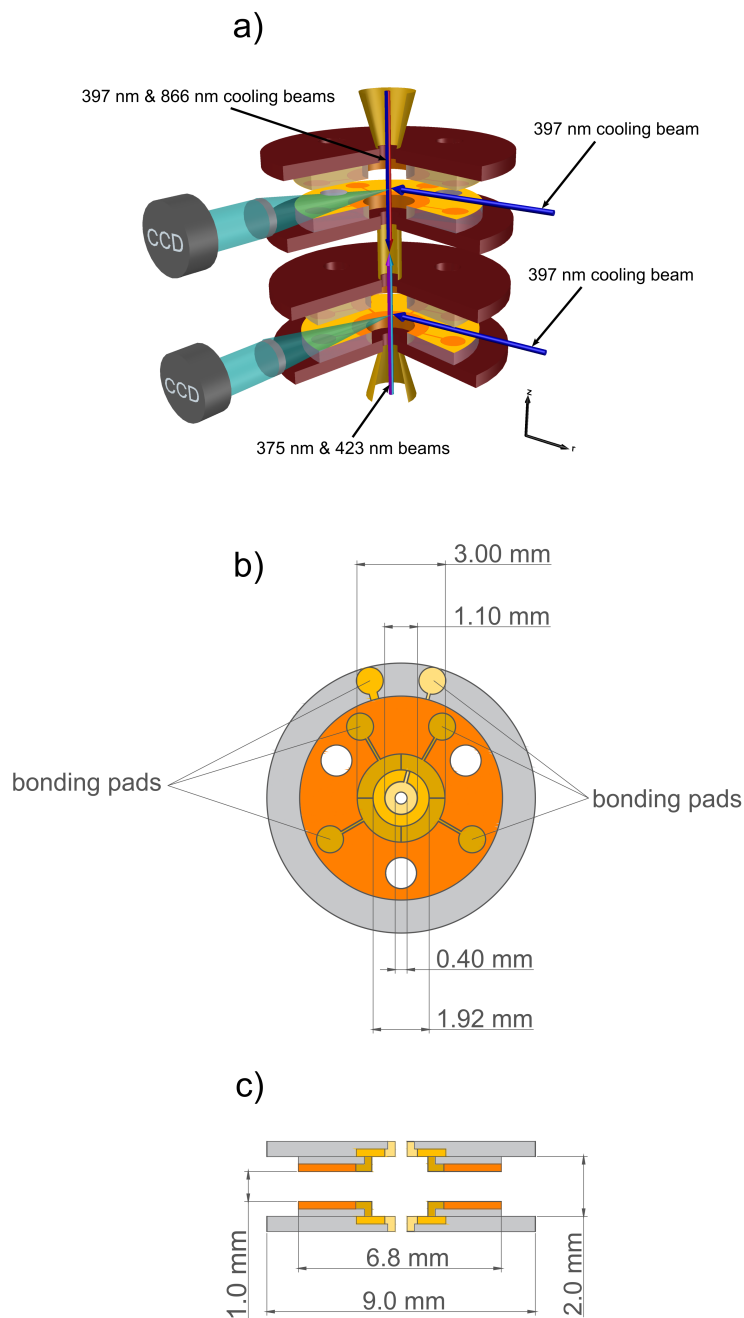 a)
397 nm & 866 nm cooling beams
397 nm cooling beam
CCD
397 nm cooling beam
CCD
z
r
375 nm & 423 nm beams
b)
3.00 mm
1.10 mm
bonding pads
bonding pads
0.40 mm
1.92 mm
c)
1.0 mm
6.8 mm
9.0 mm
2.0 mm